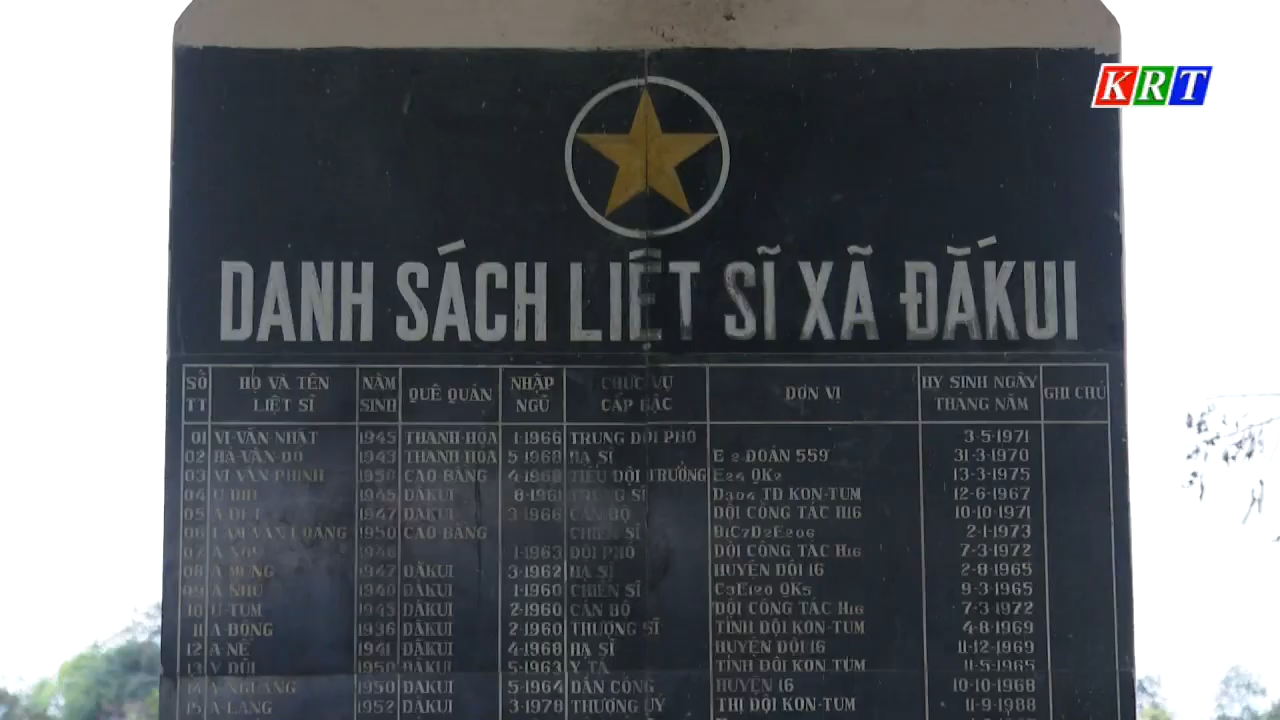 KRT
DANH SÁCH LIỆT SĨ XÃ ĐẮKUI
SỐ TT HỌ VÀ TÊN LIỆT SĨ NĂM SINH QUÊ QUÁN NHẬP NGŨ CHỨC VỤ CẤP BẬC ĐƠN VỊ HY SINH NGÀY THÁNG NĂM GHI CHÚ
01 VI VĂN NHẤT 1945 THANH HÓA 1-1966 TRUNG ĐỘI PHÓ 3-5-1971
02 HÀ VĂN 1943 THANH HÓA 5-1968 HẠ SĨ E 2 ĐOÀN 559 31-3-1970
03 VI VĂN PHINH 1950 CAO BẰNG 4-1968 TIỂU ĐỘI TRƯỞNG E24 QK2 13-3-1975
04 U 1945 ĐĂKUI 8-1961 SĨ D304 TD KON-TUM 12-6-1967
05 A 1947 ĐĂKUI 3-1966 CÁN BỘ ĐỘI CÔNG TÁC H16 10-10-1971
06 1950 CAO BẰNG CHIẾN SĨ B1C7D2E206 2-1-1973
07 A 1-1963 ĐỘI PHÓ ĐỘI CÔNG TÁC H16 7-3-1972
08 A 1947 ĐĂKUI 3-1962 HẠ SĨ HUYỆN ĐỘI 16 2-8-1965
09 A NHU 1940 ĐĂKUI 1-1960 CHIẾN SĨ C3E120 QK5 9-3-1965
10 U-TUM 1945 ĐĂKUI 2-1960 CÁN BỘ ĐỘI CÔNG TÁC H16 7-3-1972
11 A-ĐÔNG 1936 ĐĂKUI 2-1960 THƯỢNG SĨ TỈNH ĐỘI KON-TUM 4-8-1969
12 A NÊ 1941 ĐĂKUI 4-1968 HẠ SĨ HUYỆN ĐỘI 16 11-12-1969
13 Y ĐỦI 1950 ĐĂKUI 5-1963 Y TÁ TỈNH ĐỘI KON TUM 11-5-1965
14 Y-NGLANG 1950 ĐAKUI 5-1964 DÂN CÔNG HUYỆN 16 10-10-1968
15 A-LANG 1952 ĐAKUI 3-1978 THƯỢNG ÚY THỊ ĐỘI KON-TUM 11-9-1988